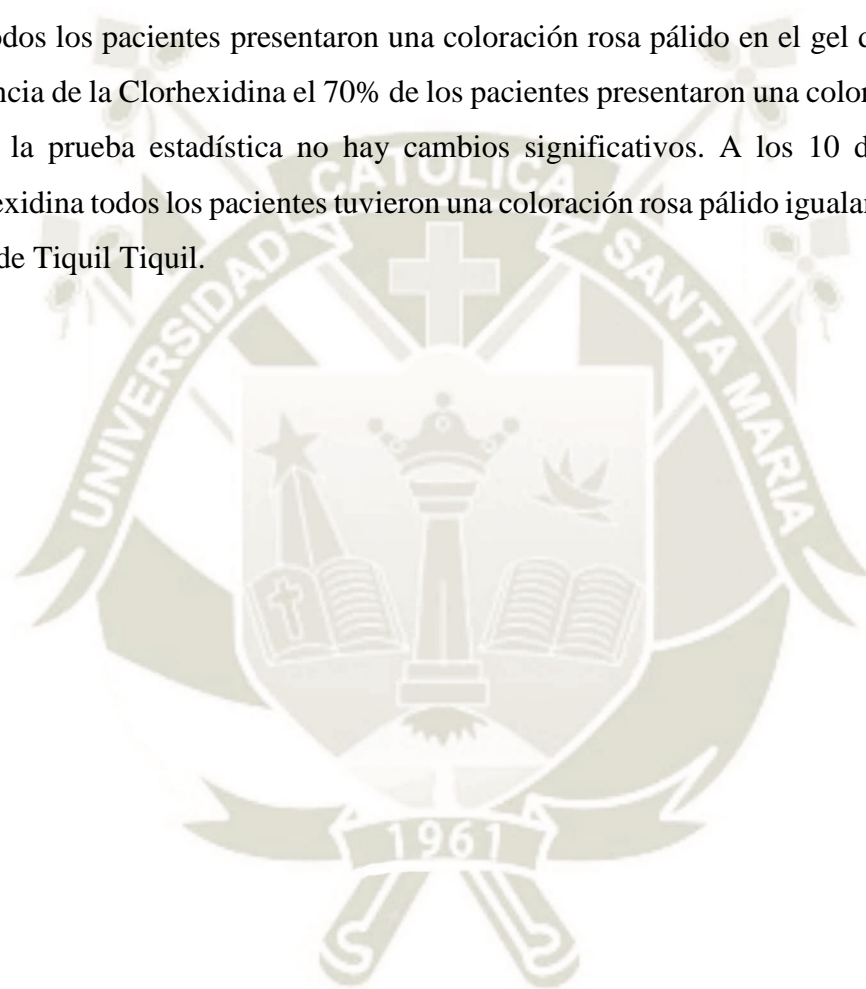 odos los pacientes presentaron una coloración rosa pálido en el gel d
ncia de la Clorhexidina el 70% de los pacientes presentaron una color
la prueba estadística no hay cambios significativos. A los 10 d
exidina todos los pacientes tuvieron una coloración rosa pálido iguala
de Tiquil Tiquil.
UNIVERSIDAD CATOLICA SANTA MARIA
1961